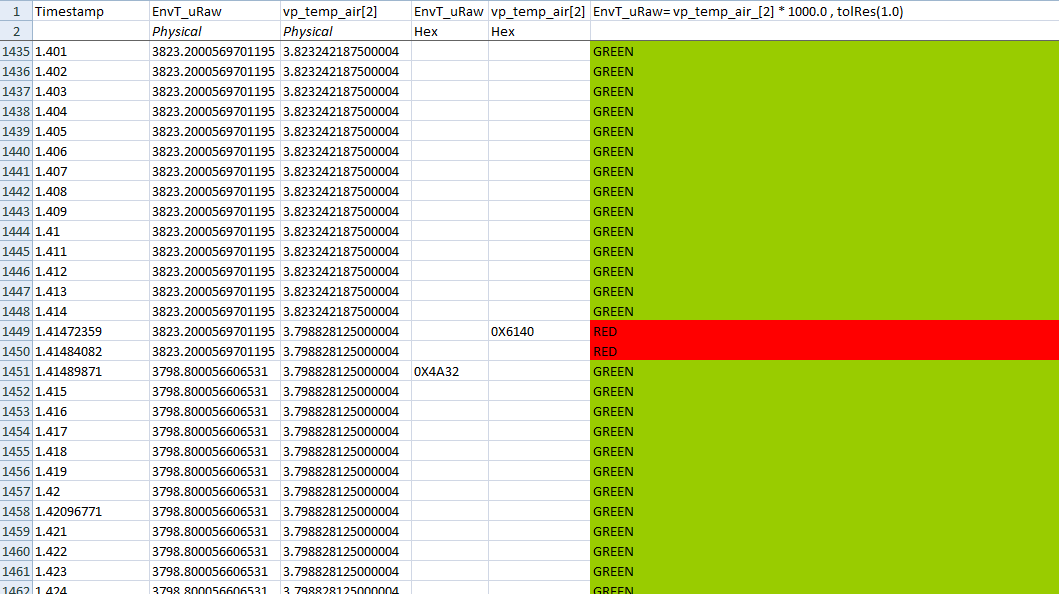 1 Timestamp EnvT_uRaw vp_temp_air[2] EnvT_uRaw vp_temp_air[2] EnvT_uRaw= vp_temp_air_[2] * 1000.0 , tolRes(1.0)
2 Physical Physical Hex Hex
1435 1.401 3823.2000569701195 3.823242187500004 GREEN
1436 1.402 3823.2000569701195 3.823242187500004 GREEN
1437 1.403 3823.2000569701195 3.823242187500004 GREEN
1438 1.404 3823.2000569701195 3.823242187500004 GREEN
1439 1.405 3823.2000569701195 3.823242187500004 GREEN
1440 1.406 3823.2000569701195 3.823242187500004 GREEN
1441 1.407 3823.2000569701195 3.823242187500004 GREEN
1442 1.408 3823.2000569701195 3.823242187500004 GREEN
1443 1.409 3823.2000569701195 3.823242187500004 GREEN
1444 1.41 3823.2000569701195 3.823242187500004 GREEN
1445 1.411 3823.2000569701195 3.823242187500004 GREEN
1446 1.412 3823.2000569701195 3.823242187500004 GREEN
1447 1.413 3823.2000569701195 3.823242187500004 GREEN
1448 1.414 3823.2000569701195 3.823242187500004 GREEN
1449 1.41472359 3823.2000569701195 3.798828125000004 0X6140 RED
1450 1.41484082 3823.2000569701195 3.798828125000004 RED
1451 1.41489871 3798.800056606531 3.798828125000004 0X4A32 GREEN
1452 1.415 3798.800056606531 3.798828125000004 GREEN
1453 1.416 3798.800056606531 3.798828125000004 GREEN
1454 1.417 3798.800056606531 3.798828125000004 GREEN
1455 1.418 3798.800056606531 3.798828125000004 GREEN
1456 1.419 3798.800056606531 3.798828125000004 GREEN
1457 1.42 3798.800056606531 3.798828125000004 GREEN
1458 1.42096771 3798.800056606531 3.798828125000004 GREEN
1459 1.421 3798.800056606531 3.798828125000004 GREEN
1460 1.422 3798.800056606531 3.798828125000004 GREEN
1461 1.423 3798.800056606531 3.798828125000004 GREEN
1462 1.424 3798.800056606531 3.798828125000004 GREEN